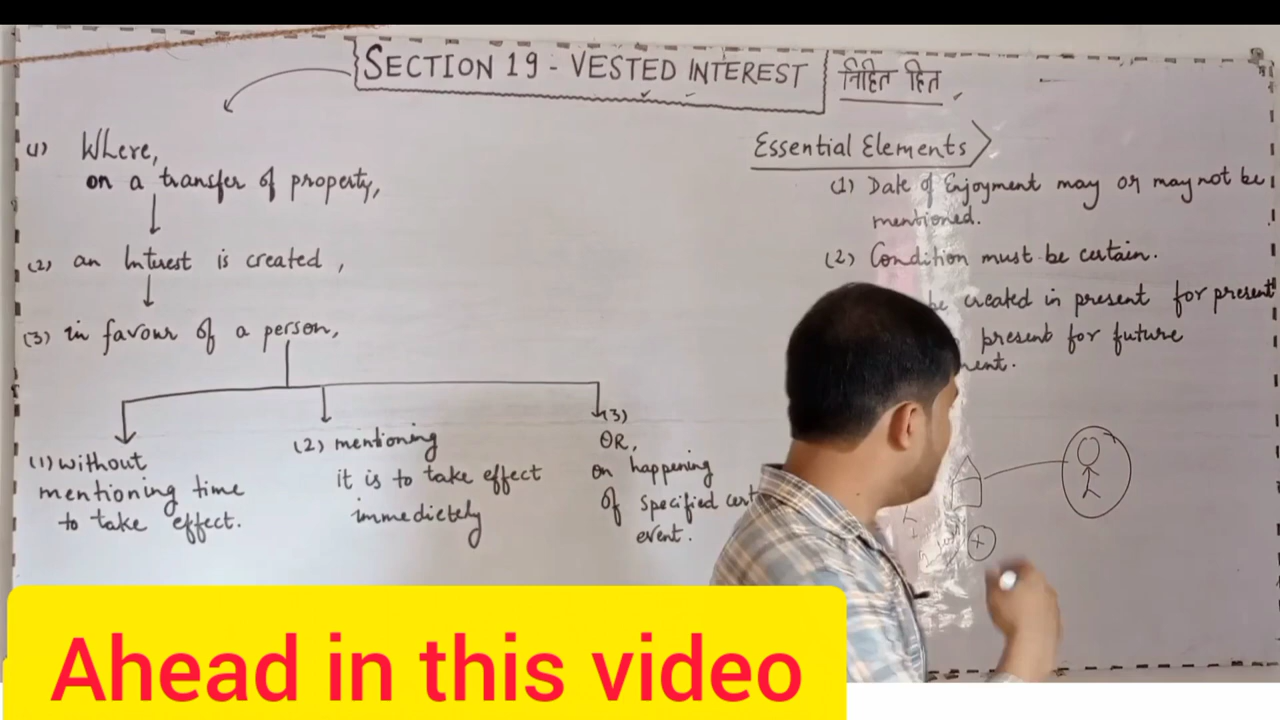 SECTION 19 - VESTED INTEREST
निहित हित
(1) Where,
on a transfer of property,
(2) an Interest is created,
(3) in favour of a person,
(1) without
mentioning time
to take effect.
(2) mentioning
it is to take effect
immedietely
(3)
OR,
on happening
of specified
event.
Essential Elements
(1) Date of Enjoyment may or may not be
mentioned.
(2) Condition must be certain.
be created in present for present
present for future
Ahead in this video